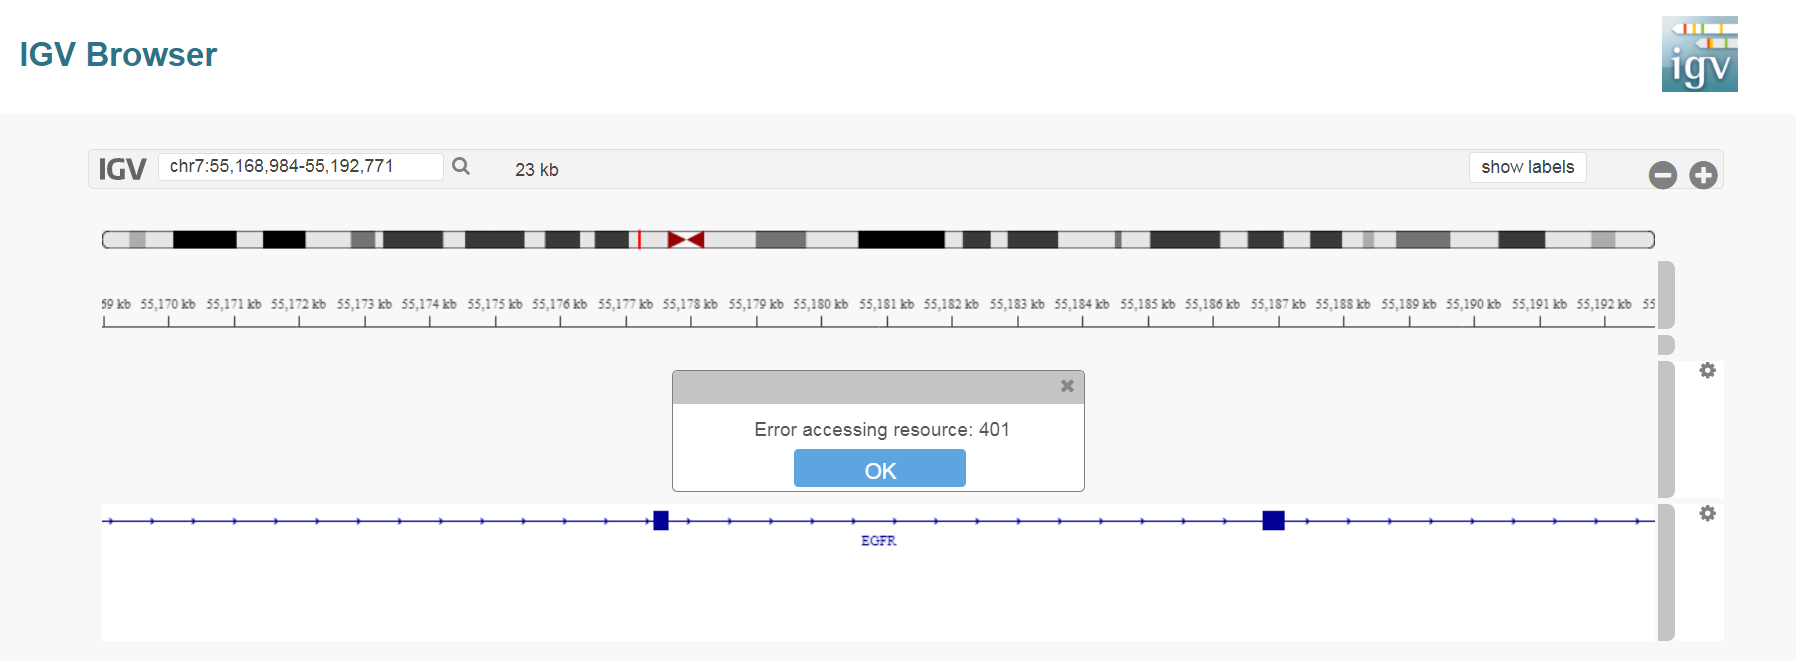 IGV Browser
igv
IGV chr7:55,168,984-55,192,771 23 kb show labels
59 kb 55,170 kb 55,171 kb 55,172 kb 55,173 kb 55,174 kb 55,175 kb 55,176 kb 55,177 kb 55,178 kb 55,179 kb 55,180 kb 55,181 kb 55,182 kb 55,183 kb 55,184 kb 55,185 kb 55,186 kb 55,187 kb 55,188 kb 55,189 kb 55,190 kb 55,191 kb 55,192 kb 55
Error accessing resource: 401
OK
EGFR